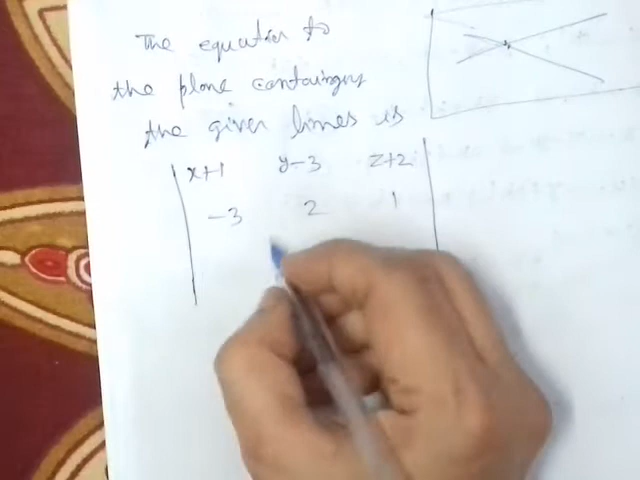 The equation to
the plane containing
the given lines is
x+1 y-3 z+2
-3 2 1